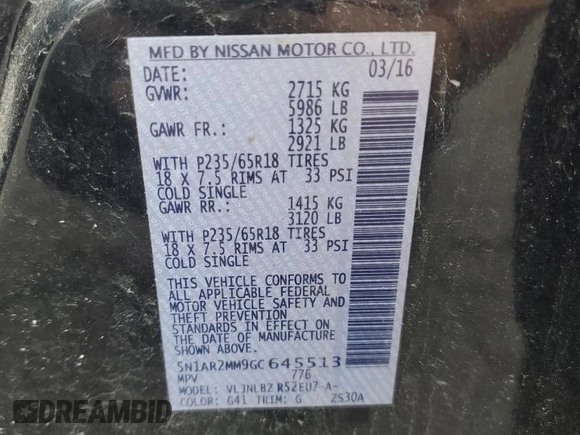 MFD BY NISSAN MOTOR CO., LTD.
DATE: 03/16
GVWR: 2715 KG
5986 LB
GAWR FR.: 1325 KG
2921 LB
WITH P235/65R18 TIRES
18 X 7.5 RIMS AT 33 PSI
COLD SINGLE
GAWR RR.: 1415 KG
3120 LB
WITH P235/65R18 TIRES
18 X 7.5 RIMS AT 33 PSI
COLD SINGLE
THIS VEHICLE CONFORMS TO
ALL APPLICABLE FEDERAL
MOTOR VEHICLE SAFETY AND
THEFT PREVENTION
STANDARDS IN EFFECT ON
THE DATE OF MANUFACTURE
SHOWN ABOVE.
5N1AR2MM9GC645513
MPV 776
MODEL: VLJNLBZ R52EU7-A-
COLOR: G41 TRIM: G ZS30A
DREAMBID
COPART